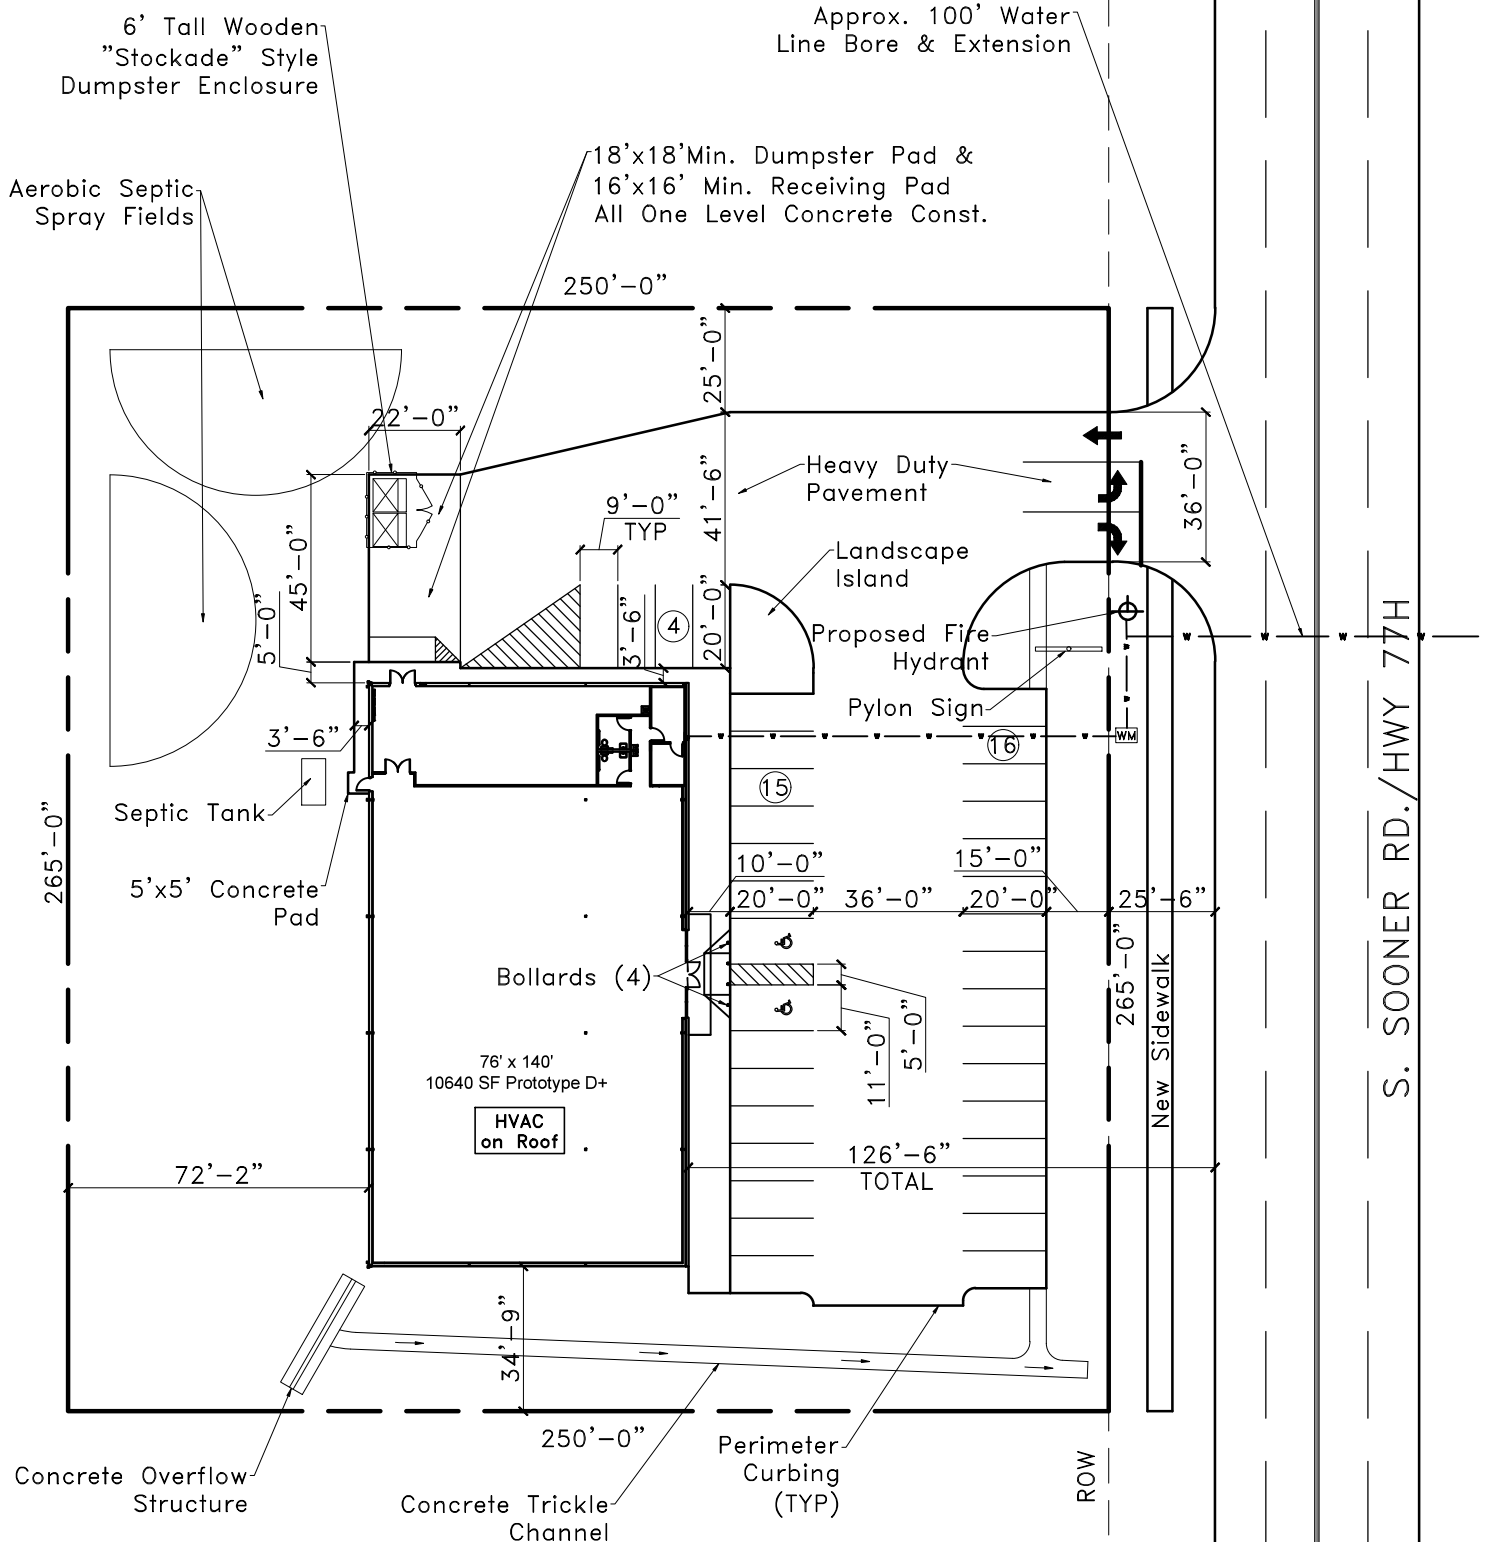 6' Tall Wooden
"Stockade" Style
Dumpster Enclosure
Approx. 100' Water
Line Bore & Extension
18'x18'Min. Dumpster Pad &
16'x16' Min. Receiving Pad
All One Level Concrete Const.
Aerobic Septic
Spray Fields
250'-0"
25'-0"
22'-0"
Heavy Duty
Pavement
41'-6"
36'-0"
9'-0"
TYP
45'-0"
Landscape
Island
5'-0"
3'-6"
4
20'-0"
Proposed Fire
Hydrant
W
W
W
W
W
W
Pylon Sign
3'-6"
W
W
W
W
W
W
W
W
WM
16
15
Septic Tank
265'-0"
5'x5' Concrete
Pad
10'-0"
15'-0"
20'-0"
36'-0"
20'-0"
25'-6"
S. SOONER RD./HWY 77H
265'-0"
New Sidewalk
Bollards (4)
5'-0"
11'-0"
76' x 140'
10640 SF Prototype D+
HVAC
on Roof
126'-6"
TOTAL
72'-2"
34'-9"
250'-0"
Perimeter
Curbing
(TYP)
ROW
Concrete Overflow
Structure
Concrete Trickle
Channel